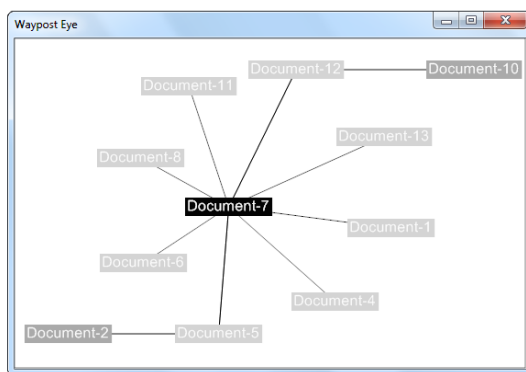 Waypost Eye
Document-12
Document-10
Document-11
Document-13
Document-8
Document-7
Document-1
Document-6
Document-4
Document-2
Document-5